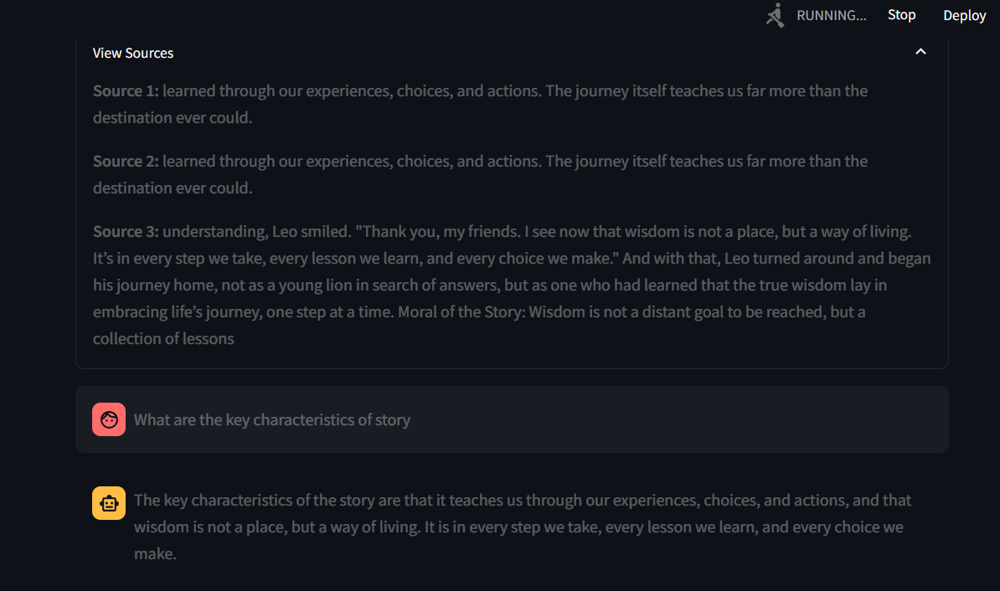 RUNNING... Stop Deploy
View Sources
Source 1: learned through our experiences, choices, and actions. The journey itself teaches us far more than the
destination ever could.
Source 2: learned through our experiences, choices, and actions. The journey itself teaches us far more than the
destination ever could.
Source 3: understanding, Leo smiled. "Thank you, my friends. I see now that wisdom is not a place, but a way of living.
It’s in every step we take, every lesson we learn, and every choice we make." And with that, Leo turned around and began
his journey home, not as a young lion in search of answers, but as one who had learned that the true wisdom lay in
embracing life’s journey, one step at a time. Moral of the Story: Wisdom is not a distant goal to be reached, but a
collection of lessons
What are the key characteristics of story
The key characteristics of the story are that it teaches us through our experiences, choices, and actions, and that
wisdom is not a place, but a way of living. It is in every step we take, every lesson we learn, and every choice we
make.